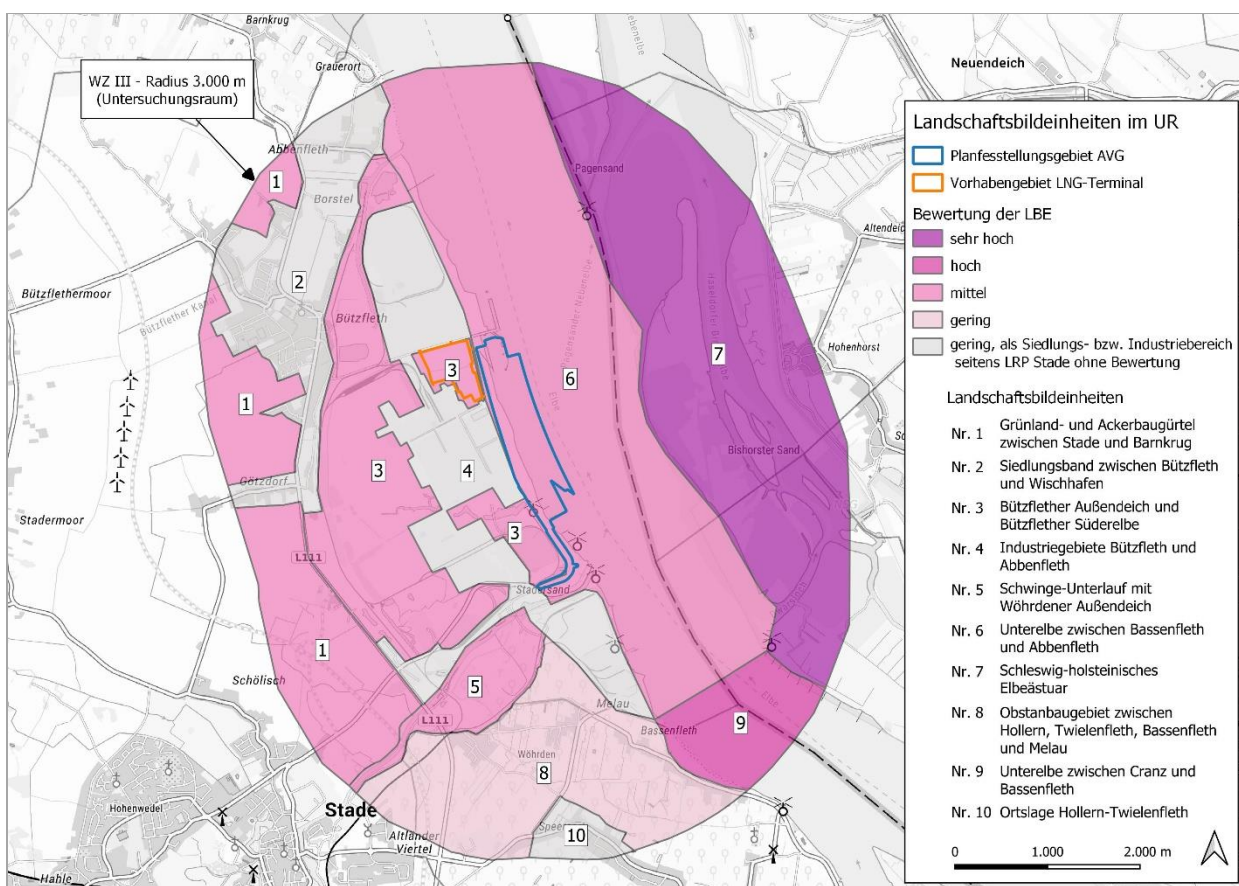 Barnkrug
Grauerort
Neuendeich
WZ III - Radius 3.000 m
(Untersuchungsraum)
Abbenfleth
1
Borstel
Pagensand
Altendeich
Bützflethermoor
2
Bützflether Kanal
Bützfleth
Hohenhorst
3
7
6
Elbe
1
Bishorster Sand
3
4
Götzdorf
Stadermoor
3
L111
Stadersand
1
Schölisch
5
Melau
Elbe
L111
Bassenfleth
9
Wöhrden
8
Hohenwedel
Stade
Altländer
Viertel
10
Hahle
Landschaftsbildeinheiten im UR
Planfesstellungsgebiet AVG
Vorhabengebiet LNG-Terminal
Bewertung der LBE
sehr hoch
hoch
mittel
gering
gering, als Siedlungs- bzw. Industriebereich
seitens LRP Stade ohne Bewertung
Landschaftsbildeinheiten
Nr. 1 Grünland- und Ackerbaugürtel
zwischen Stade und Barnkrug
Nr. 2 Siedlungsband zwischen Bützfleth
und Wischhafen
Nr. 3 Bützflether Außendeich und
Bützflether Süderelbe
Nr. 4 Industriegebiete Bützfleth und
Abbenfleth
Nr. 5 Schwinge-Unterlauf mit
Wöhrdener Außendeich
Nr. 6 Unterelbe zwischen Bassenfleth
und Abbenfleth
Nr. 7 Schleswig-holsteinisches
Elbeästuar
Nr. 8 Obstanbaugebiet zwischen
Hollern, Twielenfleth, Bassenfleth
und Melau
Nr. 9 Unterelbe zwischen Cranz und
Bassenfleth
Nr. 10 Ortslage Hollern-Twielenfleth
0 1.000 2.000 m